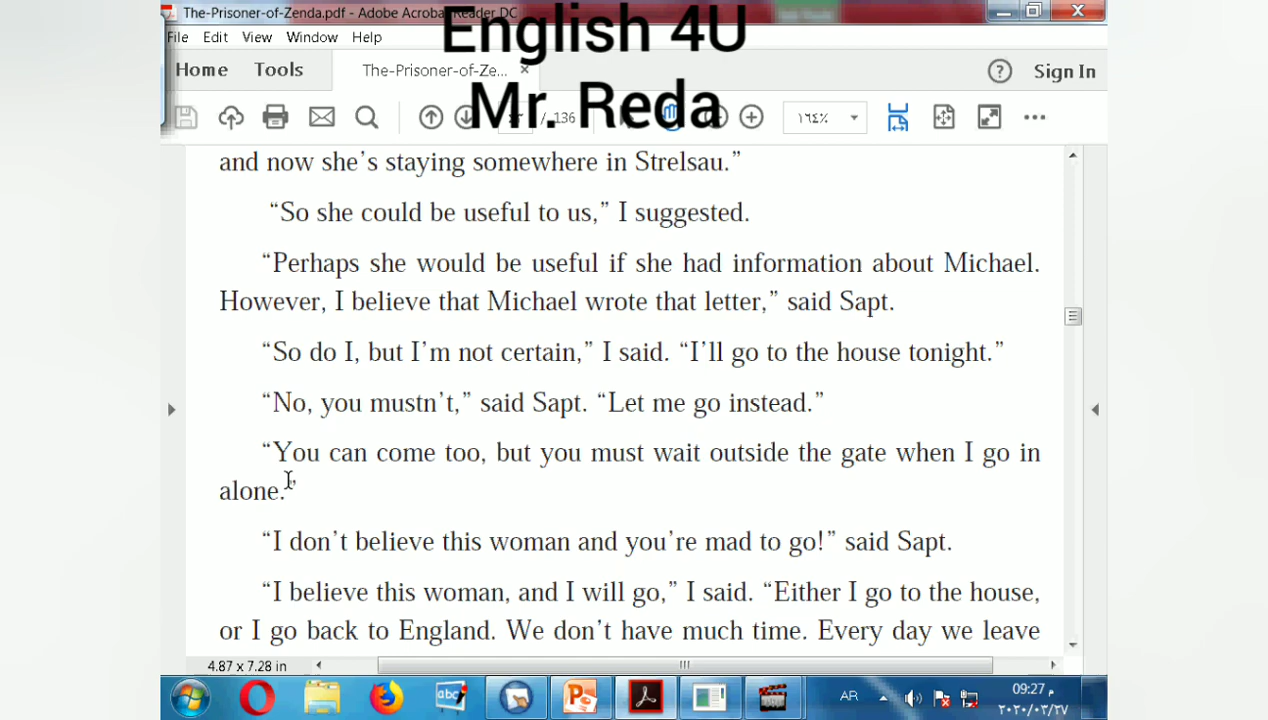 The-Prisoner-of-Zenda.pdf - Adobe Acrobat Reader DC
English 4U
File Edit View Window Help
Home Tools The-Prisoner-of-Ze... × ? Sign In
Mr. Reda
/ 136 ١٦٤%
and now she's staying somewhere in Strelsau.”
“So she could be useful to us,” I suggested.
“Perhaps she would be useful if she had information about Michael.
However, I believe that Michael wrote that letter,” said Sapt.
“So do I, but I'm not certain,” I said. “I'll go to the house tonight.”
“No, you mustn't,” said Sapt. “Let me go instead.”
“You can come too, but you must wait outside the gate when I go in
alone.”
“I don't believe this woman and you're mad to go!” said Sapt.
“I believe this woman, and I will go,” I said. “Either I go to the house,
or I go back to England. We don't have much time. Every day we leave
4.87 x 7.28 in
abc AR 09:27 م
٢٠٢٠/٠٣/٢٧